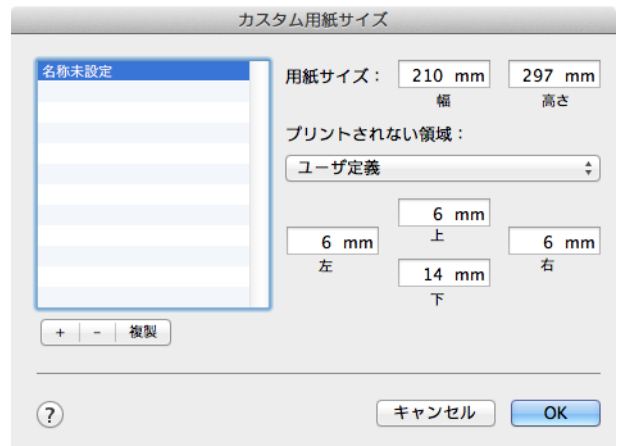 カスタム用紙サイズ
名称未設定
用紙サイズ： 210 mm 297 mm
幅 高さ
プリントされない領域：
ユーザ定義
6 mm
上
6 mm 6 mm
左 右
14 mm
下
+ - 複製
? キャンセル OK